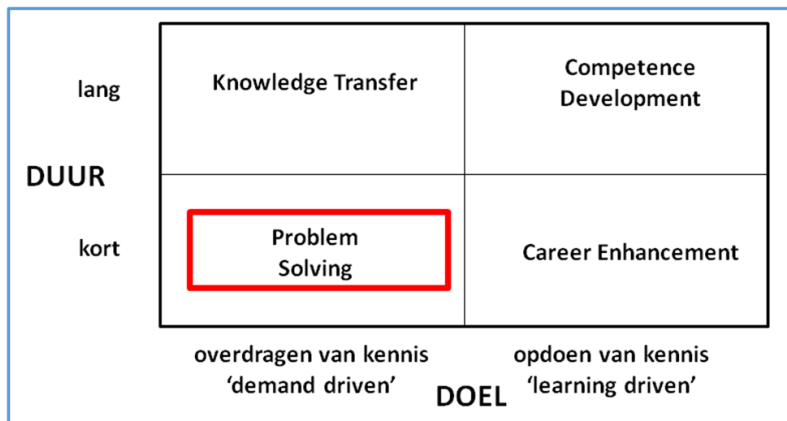 lang
Knowledge Transfer
Competence
Development
DUUR
kort
Problem
Solving
Career Enhancement
overdragen van kennis
‘demand driven’
opdoen van kennis
‘learning driven’
DOEL